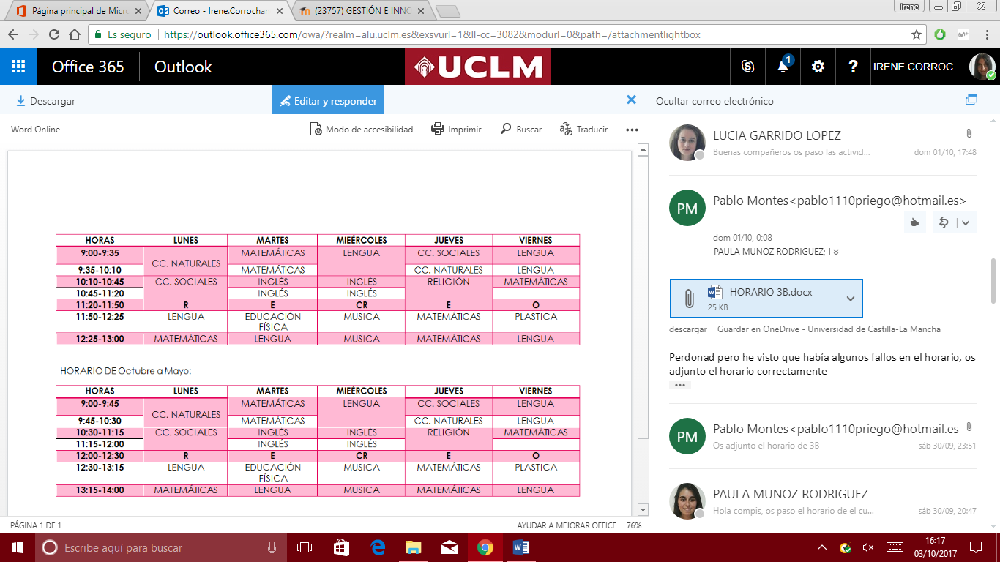 Página principal de Micro
Correo - Irene.Corrochan
(23757) GESTIÓN E INNO
Irene
Es seguro
https://outlook.office365.com/owa/?realm=alu.uclm.es&exsvurl=1&ll-cc=3082&modurl=0&path=/attachmentlightbox
Office 365
Outlook
UCLM
1
IRENE CORROC...
Descargar
Editar y responder
Ocultar correo electrónico
Word Online
Modo de accesibilidad
Imprimir
Buscar
Traducir
HORAS LUNES MARTES MIEÉRCOLES JUEVES VIERNES
9:00-9:35 CC. NATURALES MATEMÁTICAS LENGUA CC. SOCIALES LENGUA
9:35-10:10 MATEMÁTICAS CC. NATURALES LENGUA
10:10-10:45 CC. SOCIALES INGLÉS INGLÉS RELIGIÓN MATEMÁTICAS
10:45-11:20 INGLÉS INGLÉS
11:20-11:50 R E CR E O
11:50-12:25 LENGUA EDUCACIÓN MUSICA MATEMÁTICAS PLASTICA
FÍSICA
12:25-13:00 MATEMÁTICAS LENGUA MUSICA MATEMÁTICAS LENGUA
HORARIO DE Octubre a Mayo:
HORAS LUNES MARTES MIEÉRCOLES JUEVES VIERNES
9:00-9:45 CC. NATURALES MATEMÁTICAS LENGUA CC. SOCIALES LENGUA
9:45-10:30 MATEMÁTICAS CC. NATURALES LENGUA
10:30-11:15 CC. SOCIALES INGLÉS INGLÉS RELIGIÓN MATEMÁTICAS
11:15-12:00 INGLÉS INGLÉS
12:00-12:30 R E CR E O
12:30-13:15 LENGUA EDUCACIÓN MUSICA MATEMÁTICAS PLASTICA
FÍSICA
13:15-14:00 MATEMÁTICAS LENGUA MUSICA MATEMÁTICAS LENGUA
LUCIA GARRIDO LOPEZ
Buenas compañeros os paso las activid...
dom 01/10, 17:48
PM
Pablo Montes<pablo1110priego@hotmail.es>
dom 01/10, 0:08
PAULA MUNOZ RODRIGUEZ; I
HORARIO 3B.docx
25 KB
descargar
Guardar en OneDrive - Universidad de Castilla-La Mancha
Perdonad pero he visto que había algunos fallos en el horario, os
adjunto el horario correctamente
PM
Pablo Montes<pablo1110priego@hotmail.es
Os adjunto el horario de 3B
sáb 30/09, 23:51
PAULA MUNOZ RODRIGUEZ
Hola compis, os paso el horario de el cu...
sáb 30/09, 20:47
PÁGINA 1 DE 1
AYUDAR A MEJORAR OFFICE
76%
Escribe aquí para buscar
16:17
03/10/2017